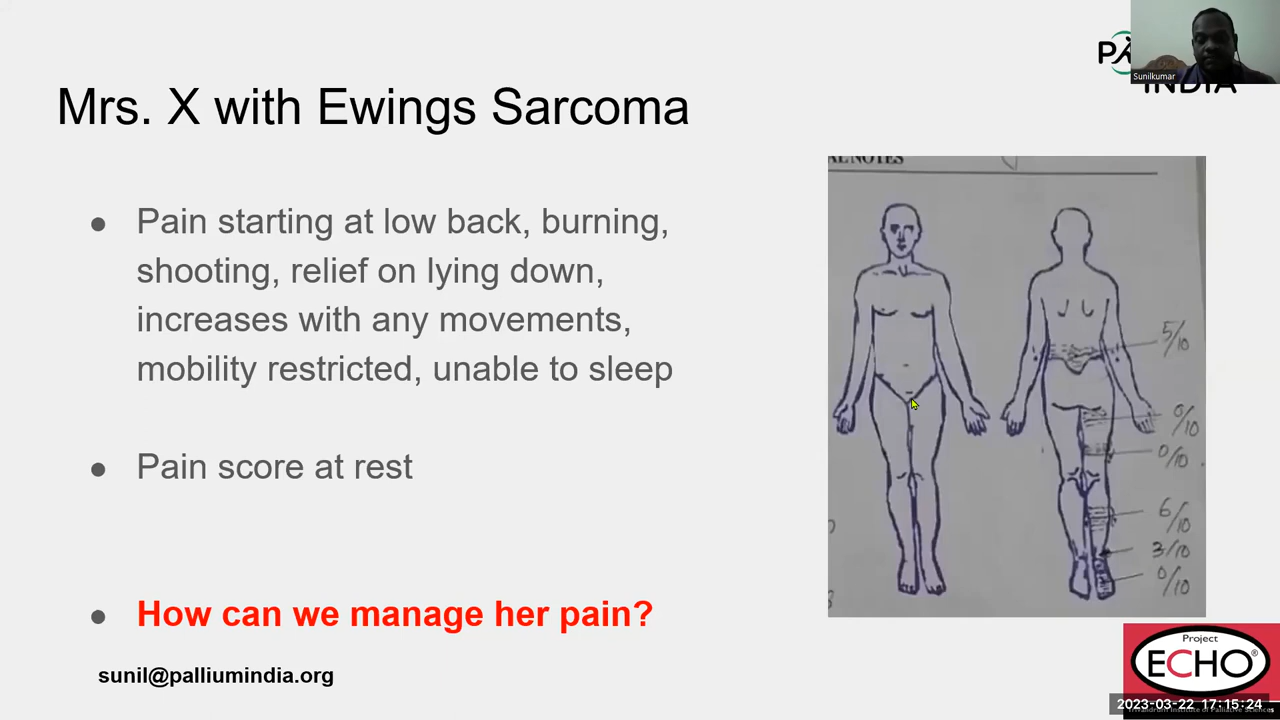 Sunilkumar
INDIA
Mrs. X with Ewings Sarcoma
AL NOTES
● Pain starting at low back, burning,
shooting, relief on lying down,
increases with any movements,
mobility restricted, unable to sleep
● Pain score at rest
● How can we manage her pain?
5/10
0/10
0/10
6/10
3/10
0/10
sunil@palliumindia.org
Project
ECHO®
2023-03-22 17:15:24